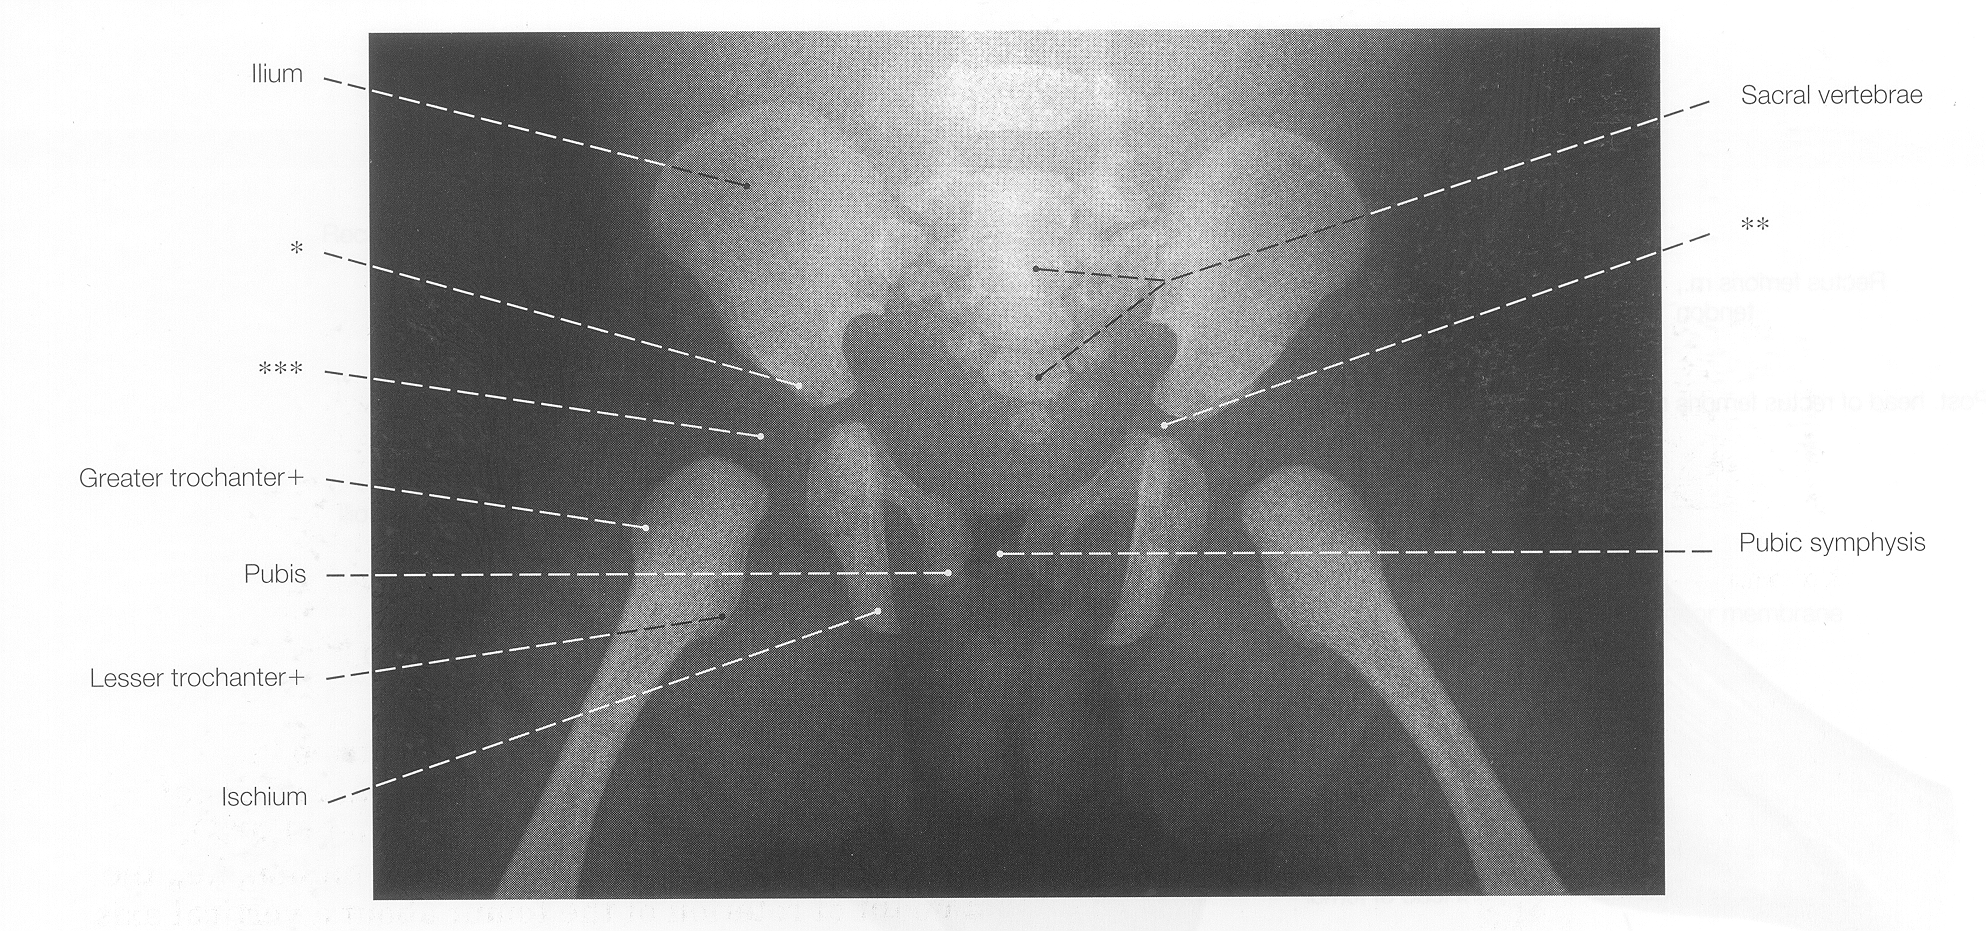 Ilium
Sacral vertebrae
*
**
***
Greater trochanter+
Pubis
Pubic symphysis
Lesser trochanter+
Ischium